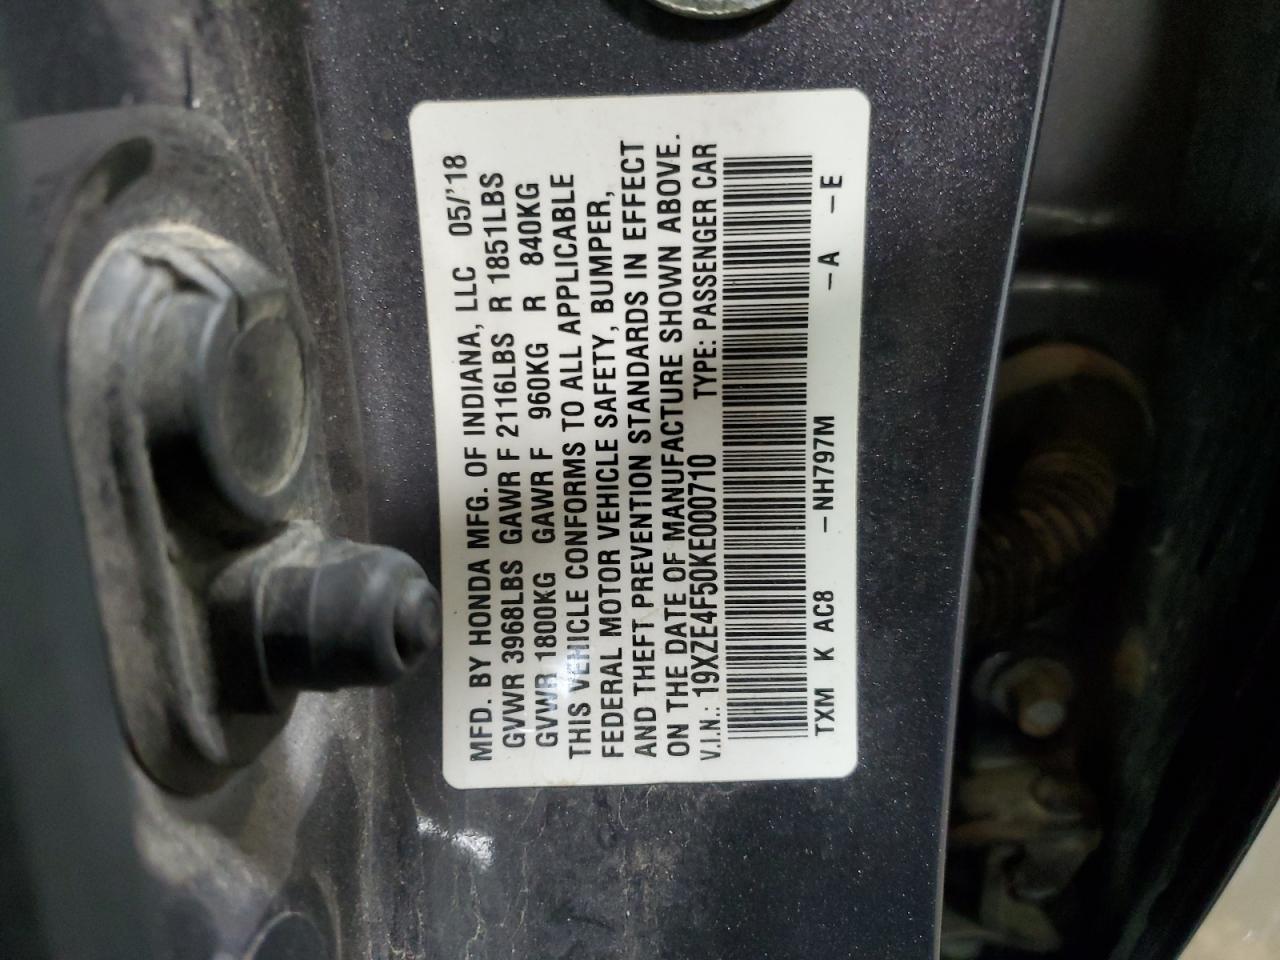 MFD. BY HONDA MFG. OF INDIANA, LLC 05/'18
GVWR 3968LBS GAWR F 2116LBS R 1851LBS
GVWR 1800KG GAWR F 960KG R 840KG
THIS VEHICLE CONFORMS TO ALL APPLICABLE
FEDERAL MOTOR VEHICLE SAFETY, BUMPER,
AND THEFT PREVENTION STANDARDS IN EFFECT
ON THE DATE OF MANUFACTURE SHOWN ABOVE.
V.I.N.: 19XZE4F50KE000710 TYPE: PASSENGER CAR
TXM K AC8 –NH797M –A –E